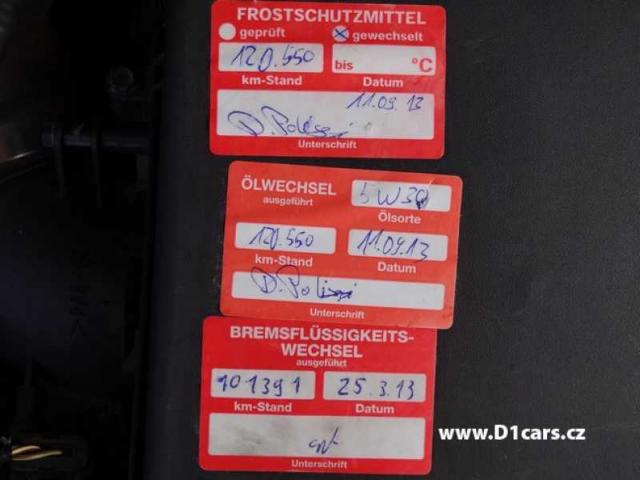 FROSTSCHUTZMITTEL
geprüft gewechselt
120.550 bis °C
km-Stand Datum
11.09.13
D. Polizzi
Unterschrift
ÖLWECHSEL 5W30
ausgeführt Ölsorte
120.550 11.09.13
km-Stand Datum
D. Polizzi
Unterschrift
BREMSFLÜSSIGKEITS-
WECHSEL
ausgeführt
101391 25.3.13
km-Stand Datum
Unterschrift
www.D1cars.cz